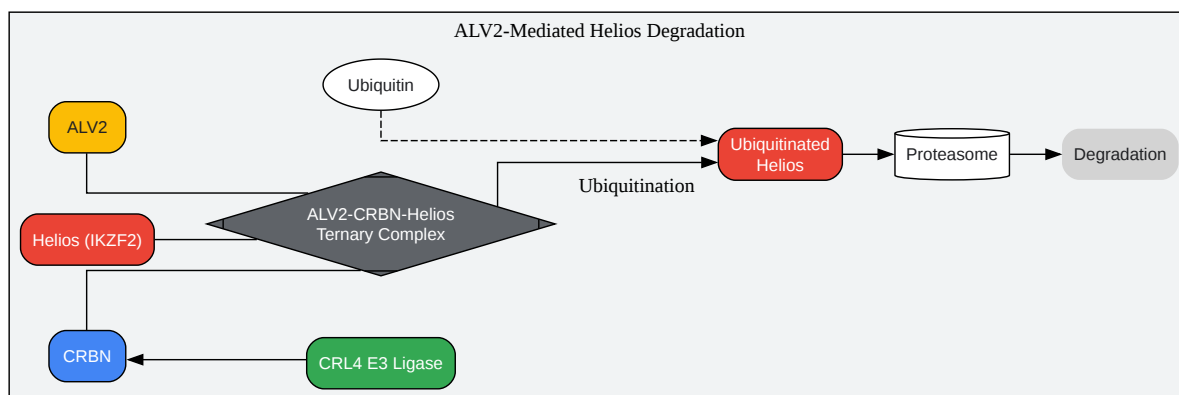 ALV2-Mediated Helios Degradation
Ubiquitin
ALV2
Ubiquitinated
Helios
Proteasome
Degradation
Ubiquitination
ALV2-CRBN-Helios
Ternary Complex
Helios (IKZF2)
CRBN
CRL4 E3 Ligase